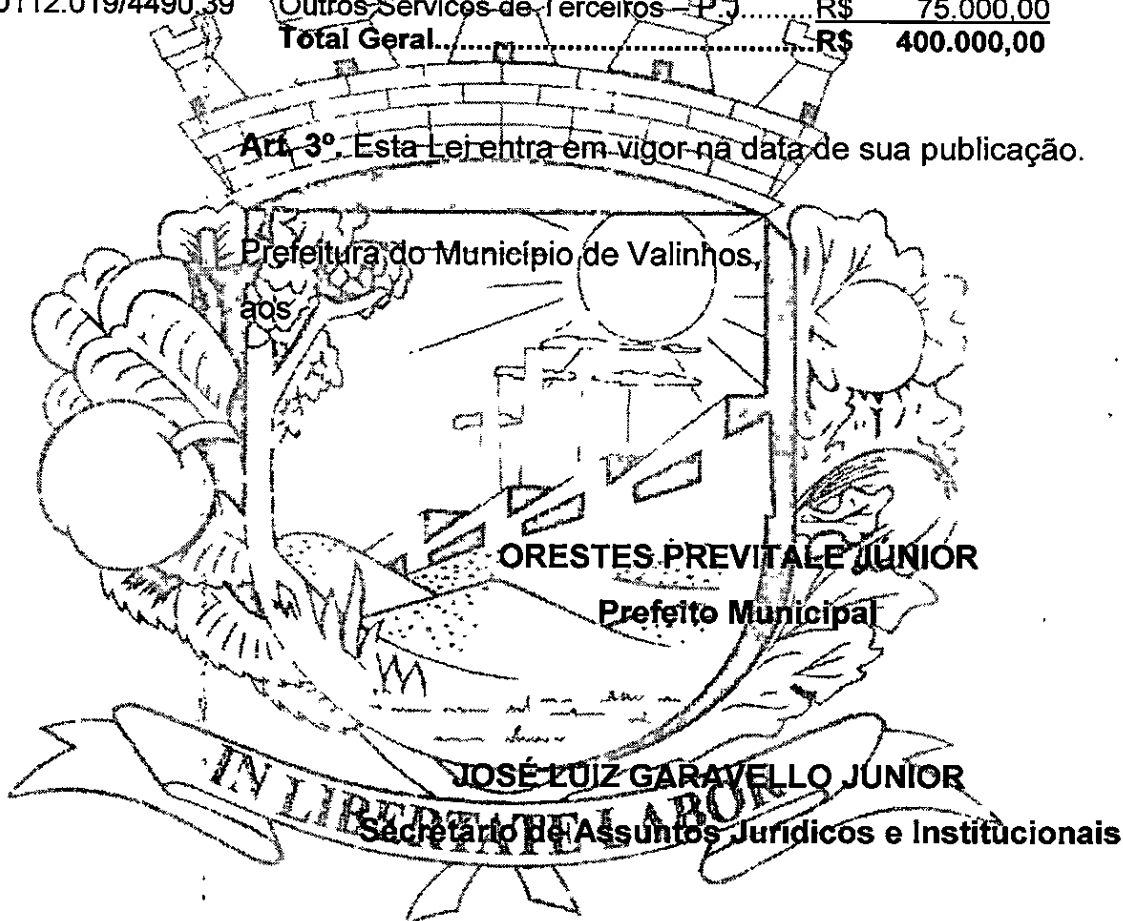 0112.019/4490.39 Outros Serviços de Terceiros – P.J..........R$ 75.000,00
Total Geral..............................................R$ 400.000,00
Art. 3º. Esta Lei entra em vigor na data de sua publicação.
Prefeitura do Município de Valinhos,
aos
ORESTES PREVITALE JÚNIOR
Prefeito Municipal
JOSÉ LUIZ GARAVELLO JUNIOR
Secretário de Assuntos Jurídicos e Institucionais
IN LIBERTATE LABOR